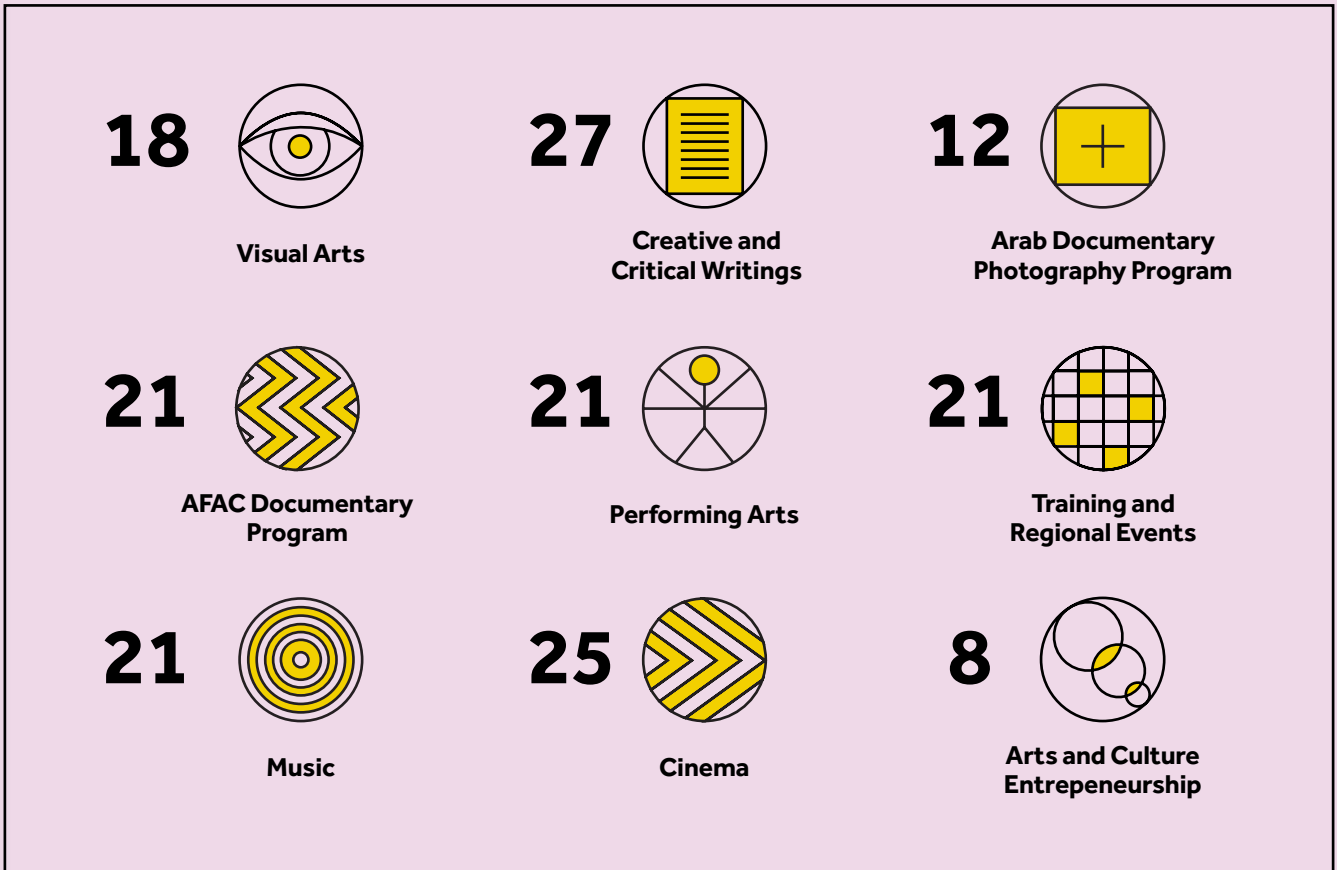 18
Visual Arts
27
Creative and
Critical Writings
12
Arab Documentary
Photography Program
21
AFAC Documentary
Program
21
Performing Arts
21
Training and
Regional Events
21
Music
25
Cinema
8
Arts and Culture
Entrepeneurship